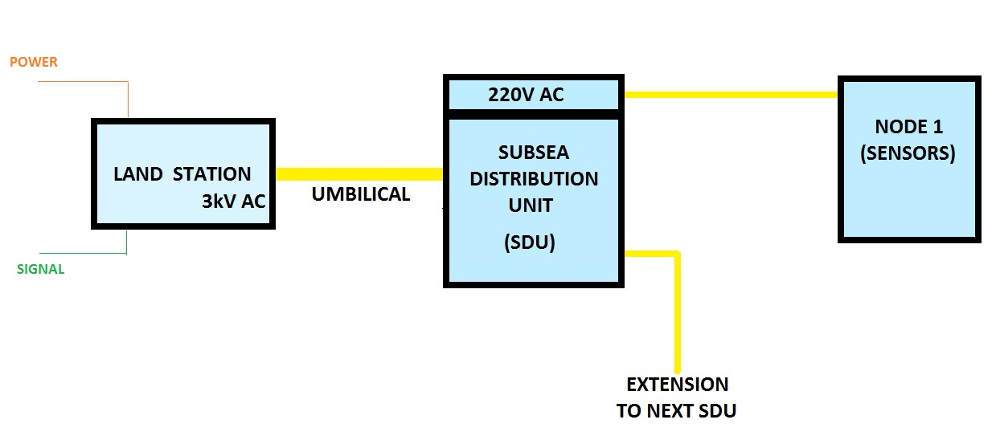 POWER
LAND STATION
3kV AC
SIGNAL
UMBILICAL
220V AC
SUBSEA
DISTRIBUTION
UNIT
(SDU)
NODE 1
(SENSORS)
EXTENSION
TO NEXT SDU